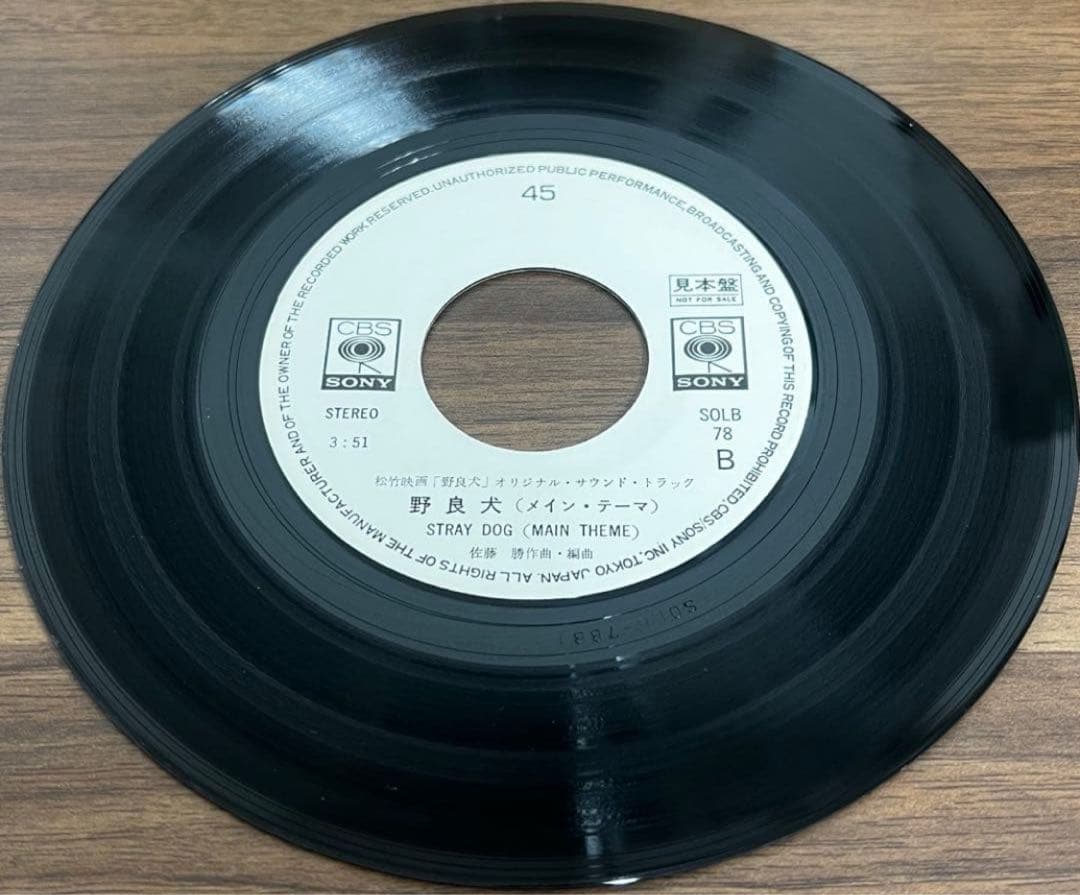 45
見本盤
NOT FOR SALE
CBS
SONY
CBS
SONY
STEREO
3:51
SOLB
78
B
松竹映画「野良犬」オリジナル・サウンド・トラック
野良犬(メイン・テーマ)
STRAY DOG (MAIN THEME)
佐藤 勝作曲・編曲
CBS/SONY INC. TOKYO JAPAN. ALL RIGHTS OF THE MANUFACTURER AND OF THE OWNER OF THE RECORDED WORK RESERVED. UNAUTHORIZED PUBLIC PERFORMANCE, BROADCASTING AND COPYING OF THIS RECORD PROHIBITED.